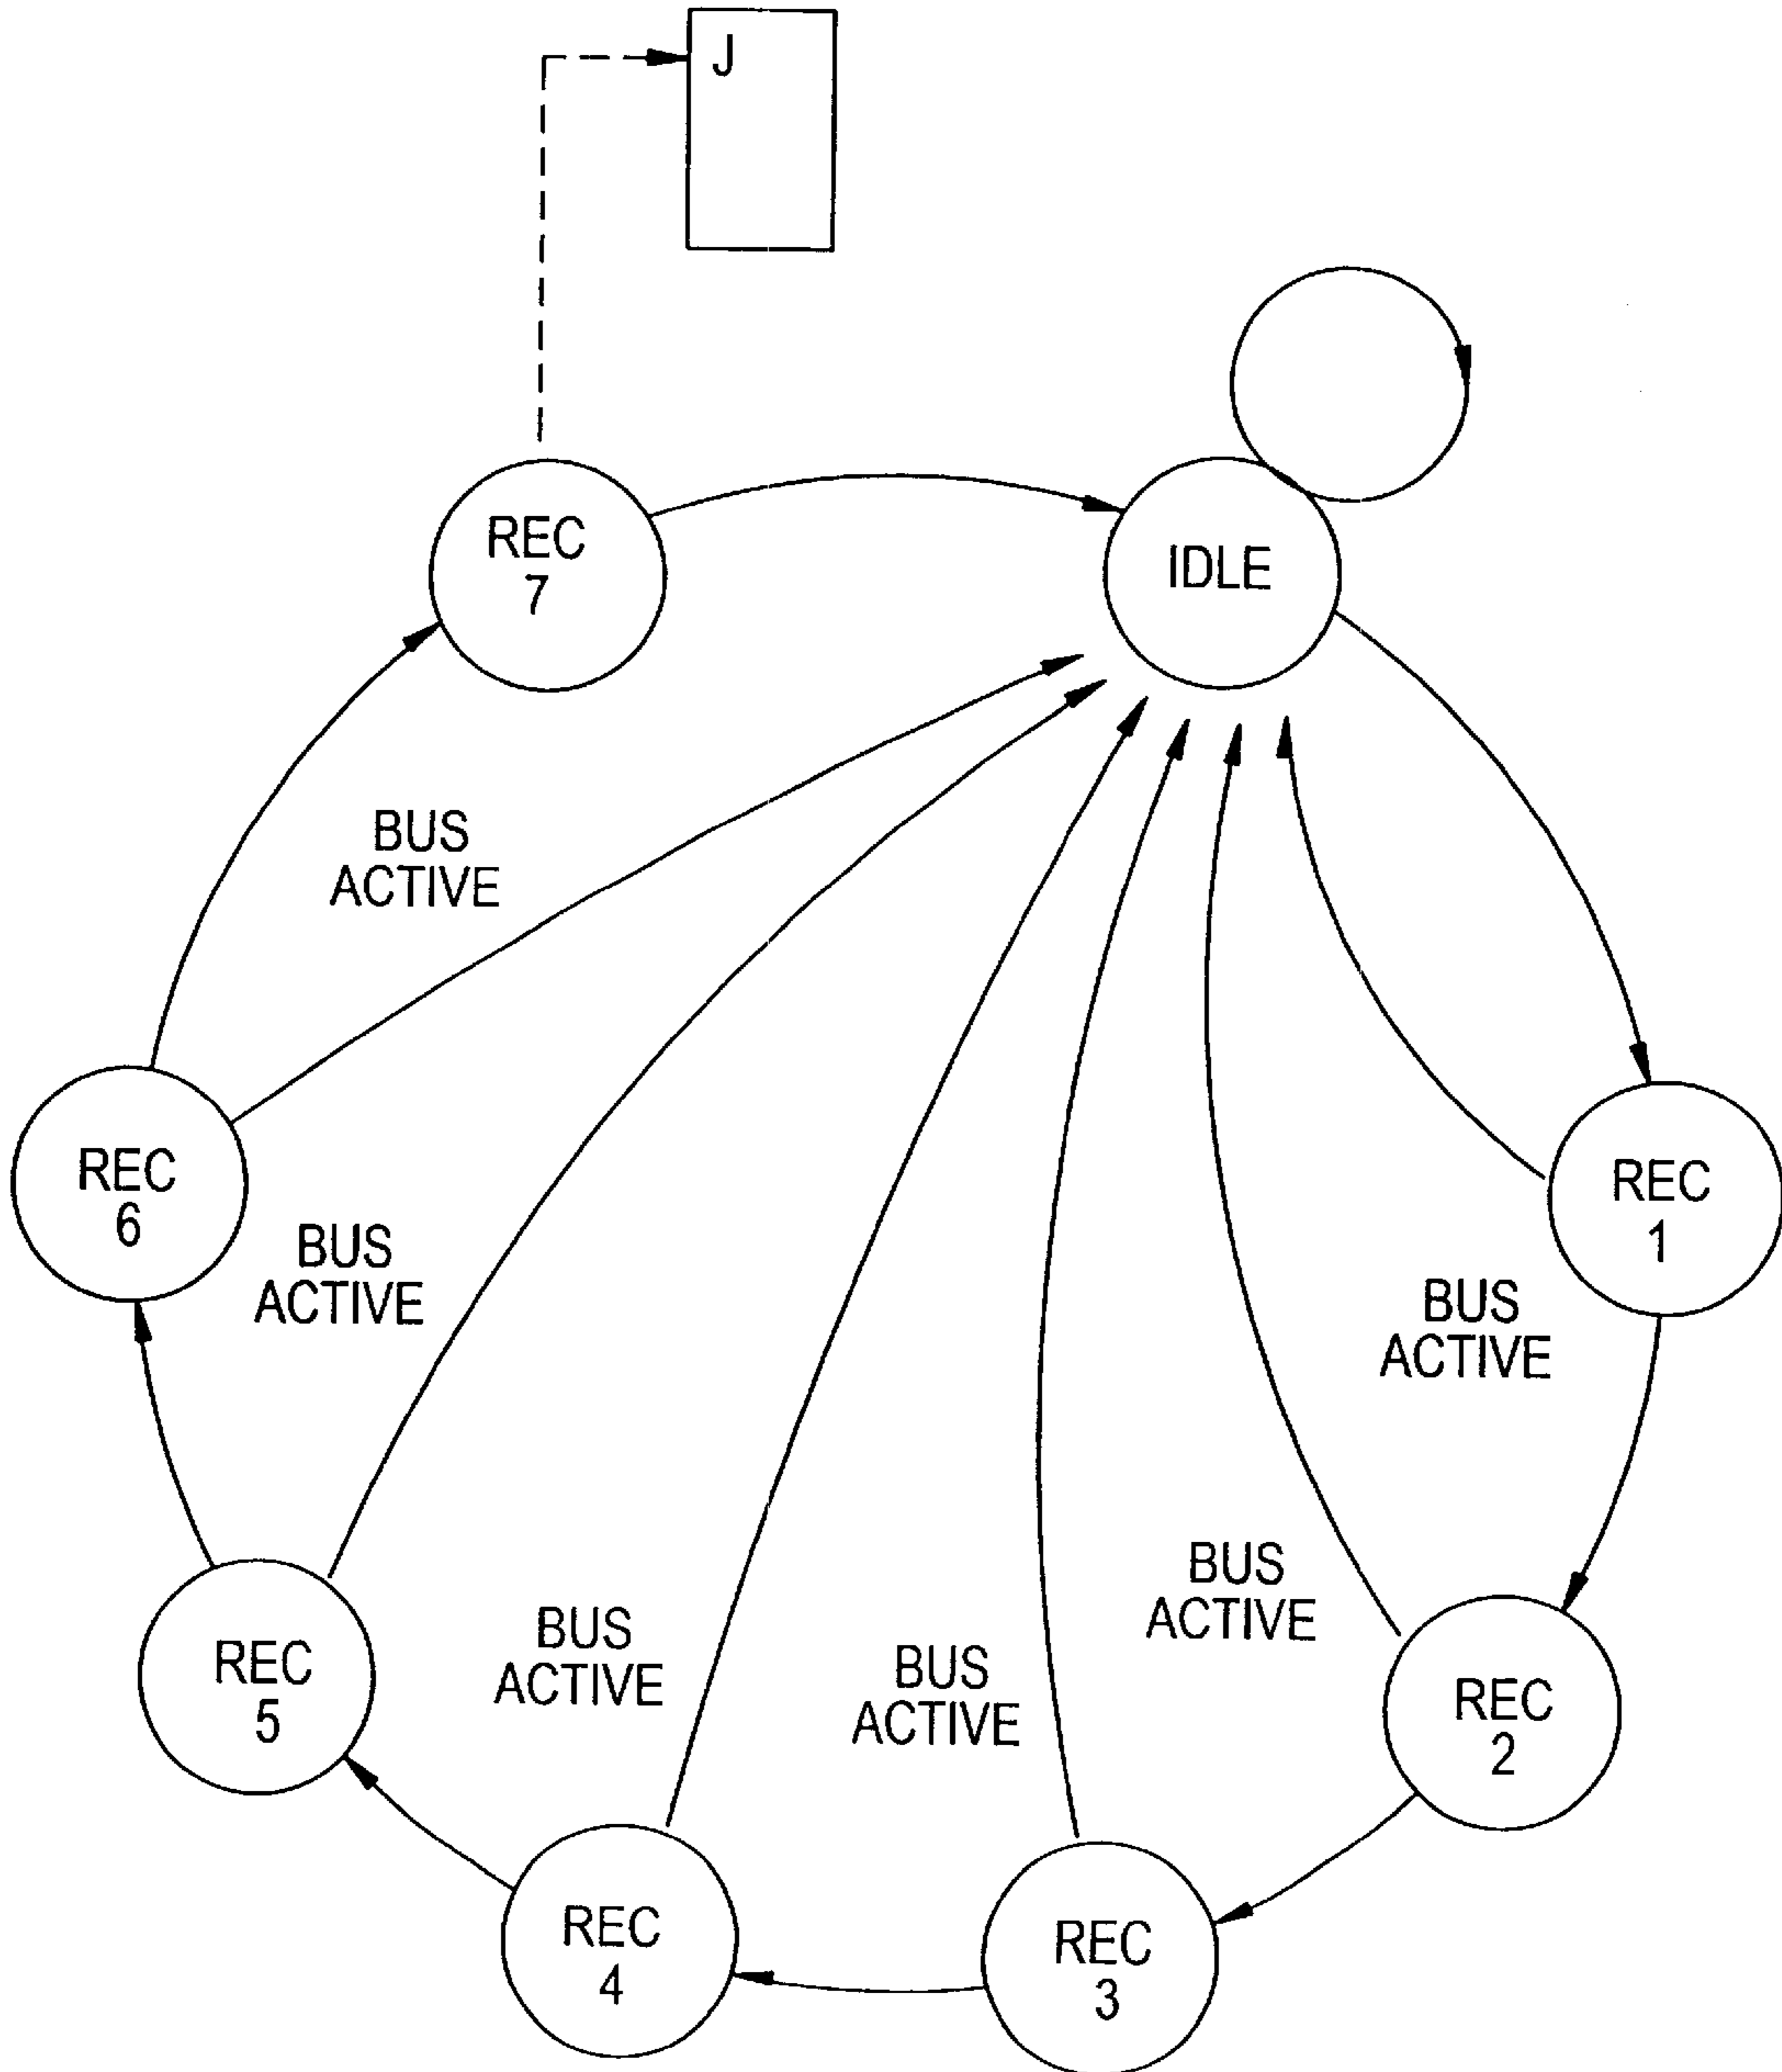 J
REC
7
IDLE
BUS
ACTIVE
REC
6
REC
1
BUS
ACTIVE
BUS
ACTIVE
BUS
ACTIVE
BUS
ACTIVE
BUS
ACTIVE
REC
5
REC
2
REC
4
REC
3